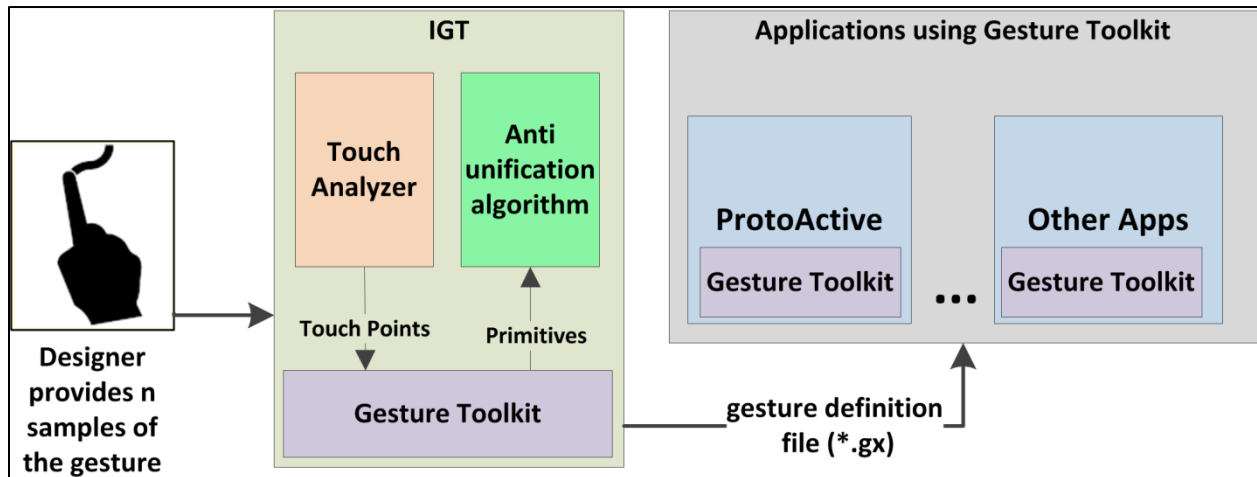 IGT
Applications using Gesture Toolkit
Touch
Analyzer
Anti
unification
algorithm
Touch Points
Primitives
Gesture Toolkit
Designer
provides n
samples of
the gesture
ProtoActive
Gesture Toolkit
...
Other Apps
Gesture Toolkit
gesture definition
file (*.gx)